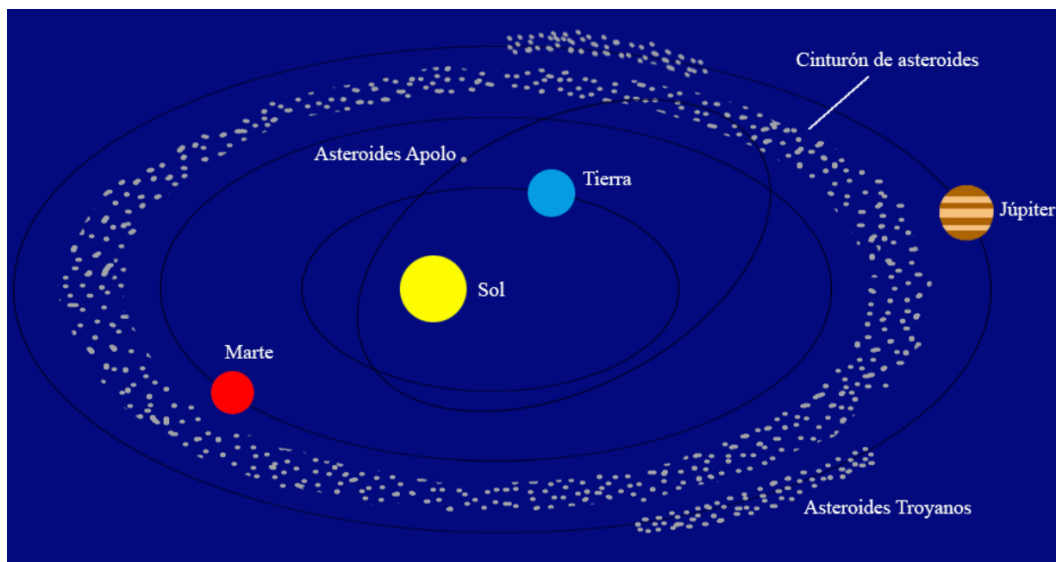 Cinturón de asteroides
Asteroides Apolo
Tierra
Júpiter
Sol
Marte
Asteroides Troyanos